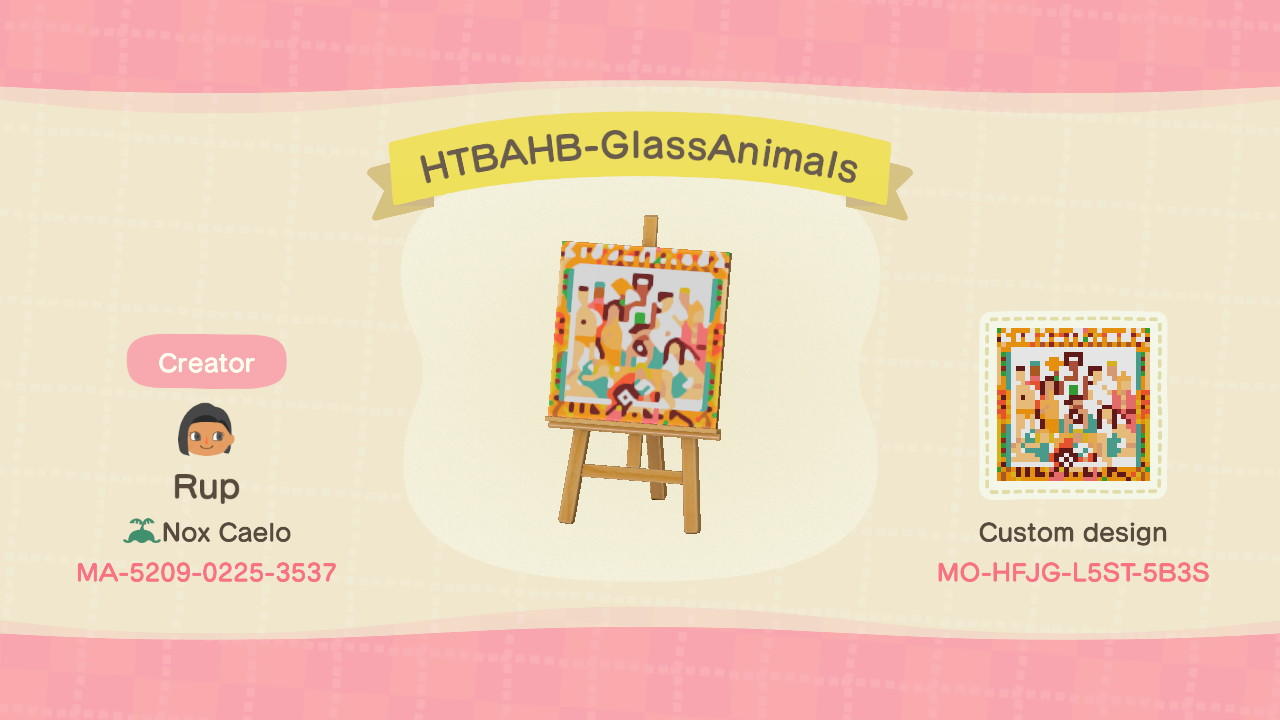 HTBAHB-GlassAnimals
Creator
Rup
Nox Caelo
MA-5209-0225-3537
Custom design
MO-HFJG-L5ST-5B3S